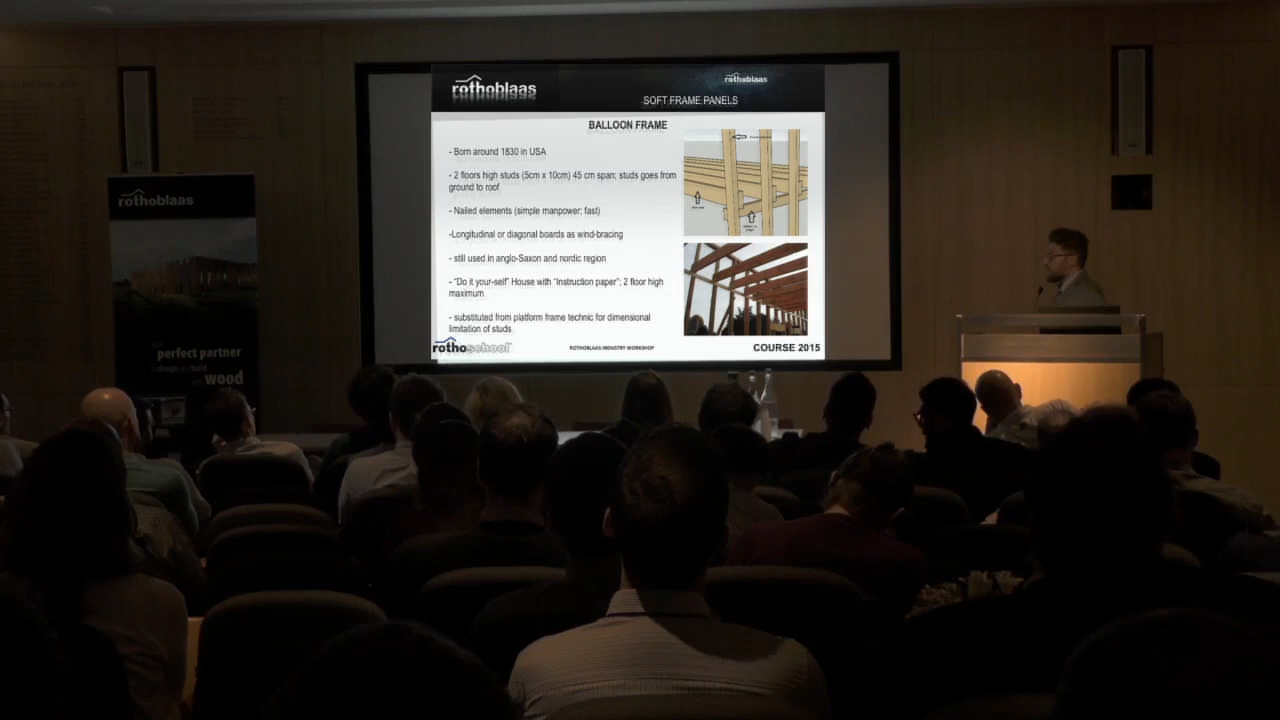 rothoblaas
rothoblaas
SOFT FRAME PANELS
BALLOON FRAME
- Born around 1830 in USA
- 2 floors high studs (5cm x 10cm) 45 cm span; studs goes from
ground to roof
- Nailed elements (simple manpower; fast)
-Longitudinal or diagonal boards as wind-bracing
- still used in anglo-Saxon and nordic region
- "Do it your-self" House with "Instruction paper"; 2 floor high
maximum
- substituted from platform frame technic for dimensional
limitation of studs
rothoschool
ROTHOBLAAS INDUSTRY WORKSHOP
COURSE 2015
rothoblaas
perfect partner
wood